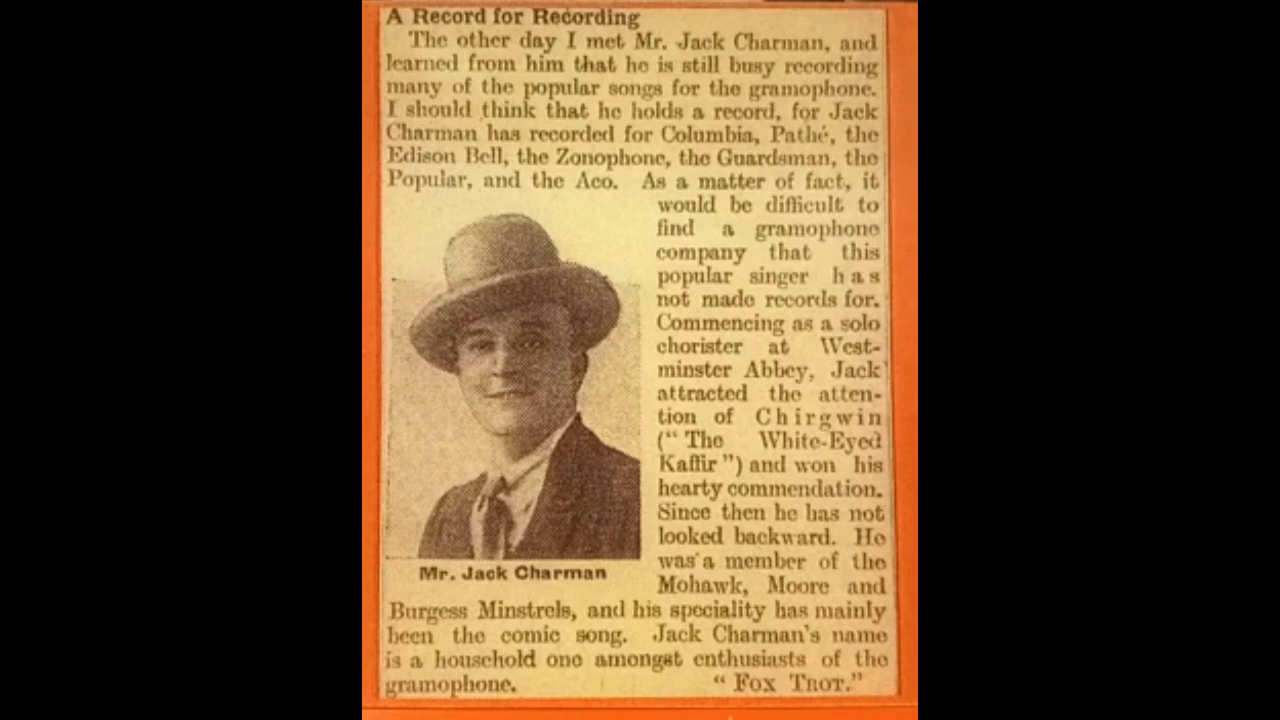 A Record for Recording
The other day I met Mr. Jack Charman, and
learned from him that he is still busy recording
many of the popular songs for the gramophone.
I should think that he holds a record, for Jack
Charman has recorded for Columbia, Pathé, the
Edison Bell, the Zonophone, the Guardsman, the
Popular, and the Aco. As a matter of fact, it
would be difficult to
find a gramophone
company that this
popular singer has
not made records for.
Commencing as a solo
chorister at West-
minster Abbey, Jack
attracted the atten-
tion of Chirgwin
(“ The White-Eyed
Kaffir ”) and won his
hearty commendation.
Since then he has not
looked backward. He
was a member of the
Mohawk, Moore and
Mr. Jack Charman
Burgess Minstrels, and his speciality has mainly
been the comic song. Jack Charman's name
is a household one amongst enthusiasts of the
gramophone. “ FOX TROT.”